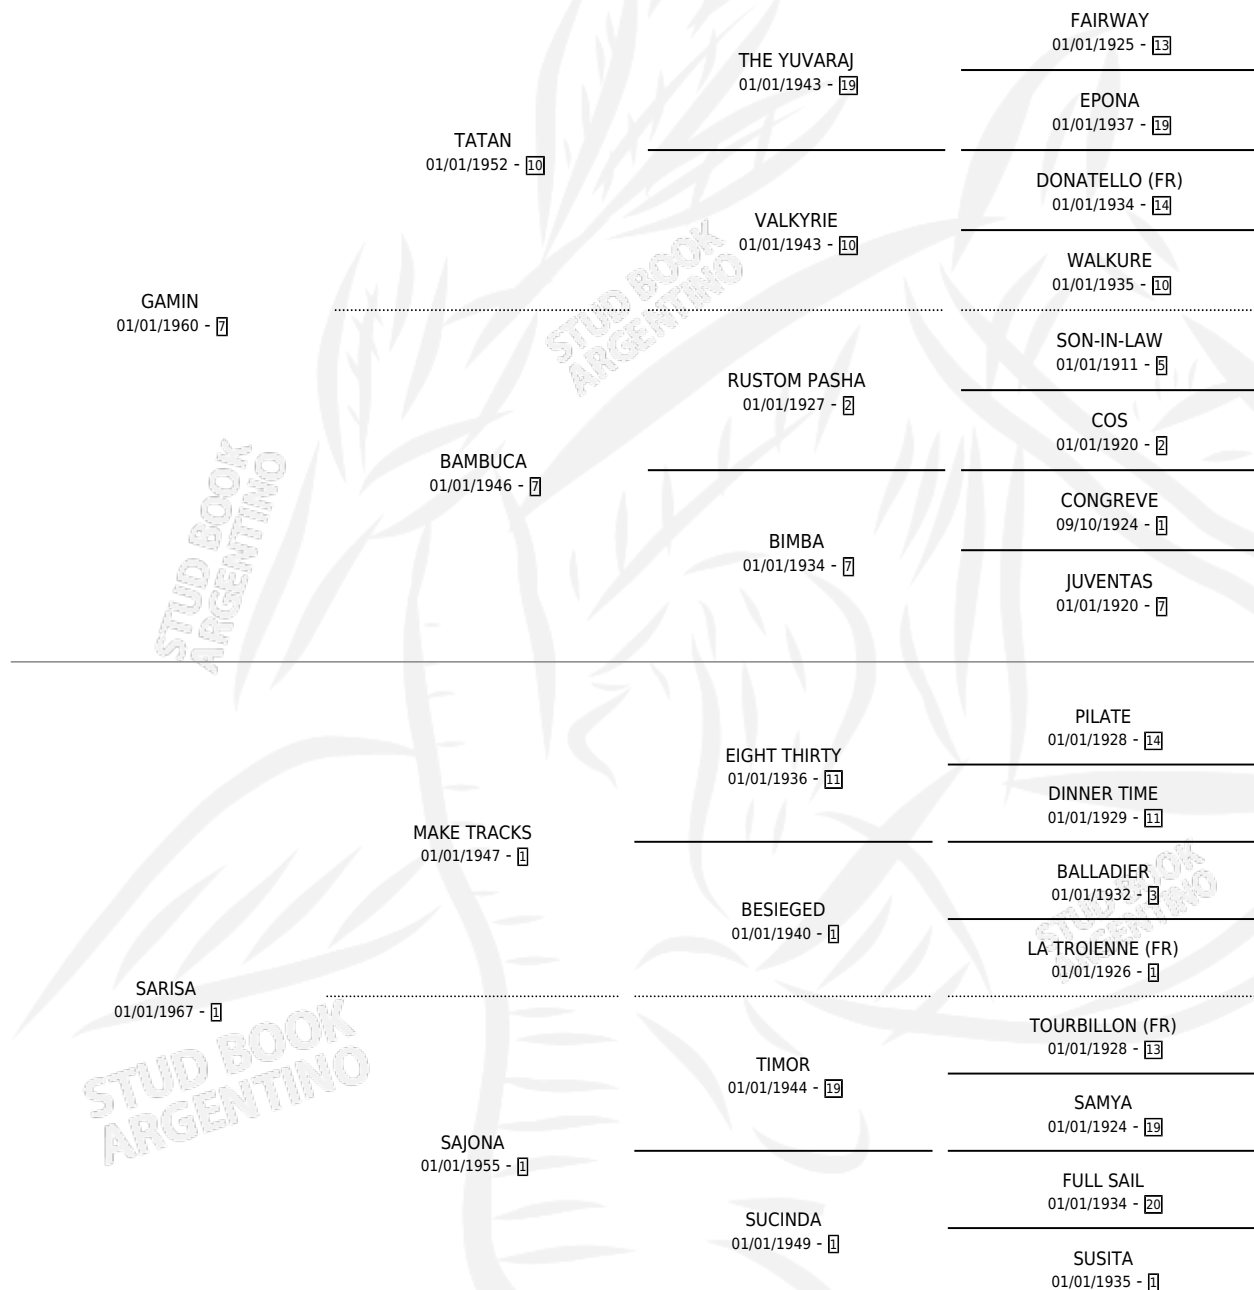 FAIRWAY
01/01/1925 - 13
THE YUVARAJ
01/01/1943 - 19
EPONA
01/01/1937 - 19
TATAN
01/01/1952 - 10
DONATELLO (FR)
01/01/1934 - 14
VALKYRIE
01/01/1943 - 10
WALKURE
01/01/1935 - 10
GAMIN
01/01/1960 - 7
STUD BOOK
ARGENTINO
SON-IN-LAW
01/01/1911 - 5
RUSTOM PASHA
01/01/1927 - 2
COS
01/01/1920 - 2
BAMBUCA
01/01/1946 - 7
CONGREVE
09/10/1924 - 1
BIMBA
01/01/1934 - 7
JUVENTAS
01/01/1920 - 7
STUD BOOK
ARGENTINO
PILATE
01/01/1928 - 14
EIGHT THIRTY
01/01/1936 - 11
DINNER TIME
01/01/1929 - 11
MAKE TRACKS
01/01/1947 - 1
BALLADIER
01/01/1932 - 3
BESIEGED
01/01/1940 - 1
LA TROIENNE (FR)
01/01/1926 - 1
STUD BOOK
ARGENTINO
SARISA
01/01/1967 - 1
TOURBILLON (FR)
01/01/1928 - 13
TIMOR
01/01/1944 - 19
SAMYA
01/01/1924 - 19
STUD BOOK
ARGENTINO
SAJONA
01/01/1955 - 1
FULL SAIL
01/01/1934 - 20
SUCINDA
01/01/1949 - 1
SUSITA
01/01/1935 - 1